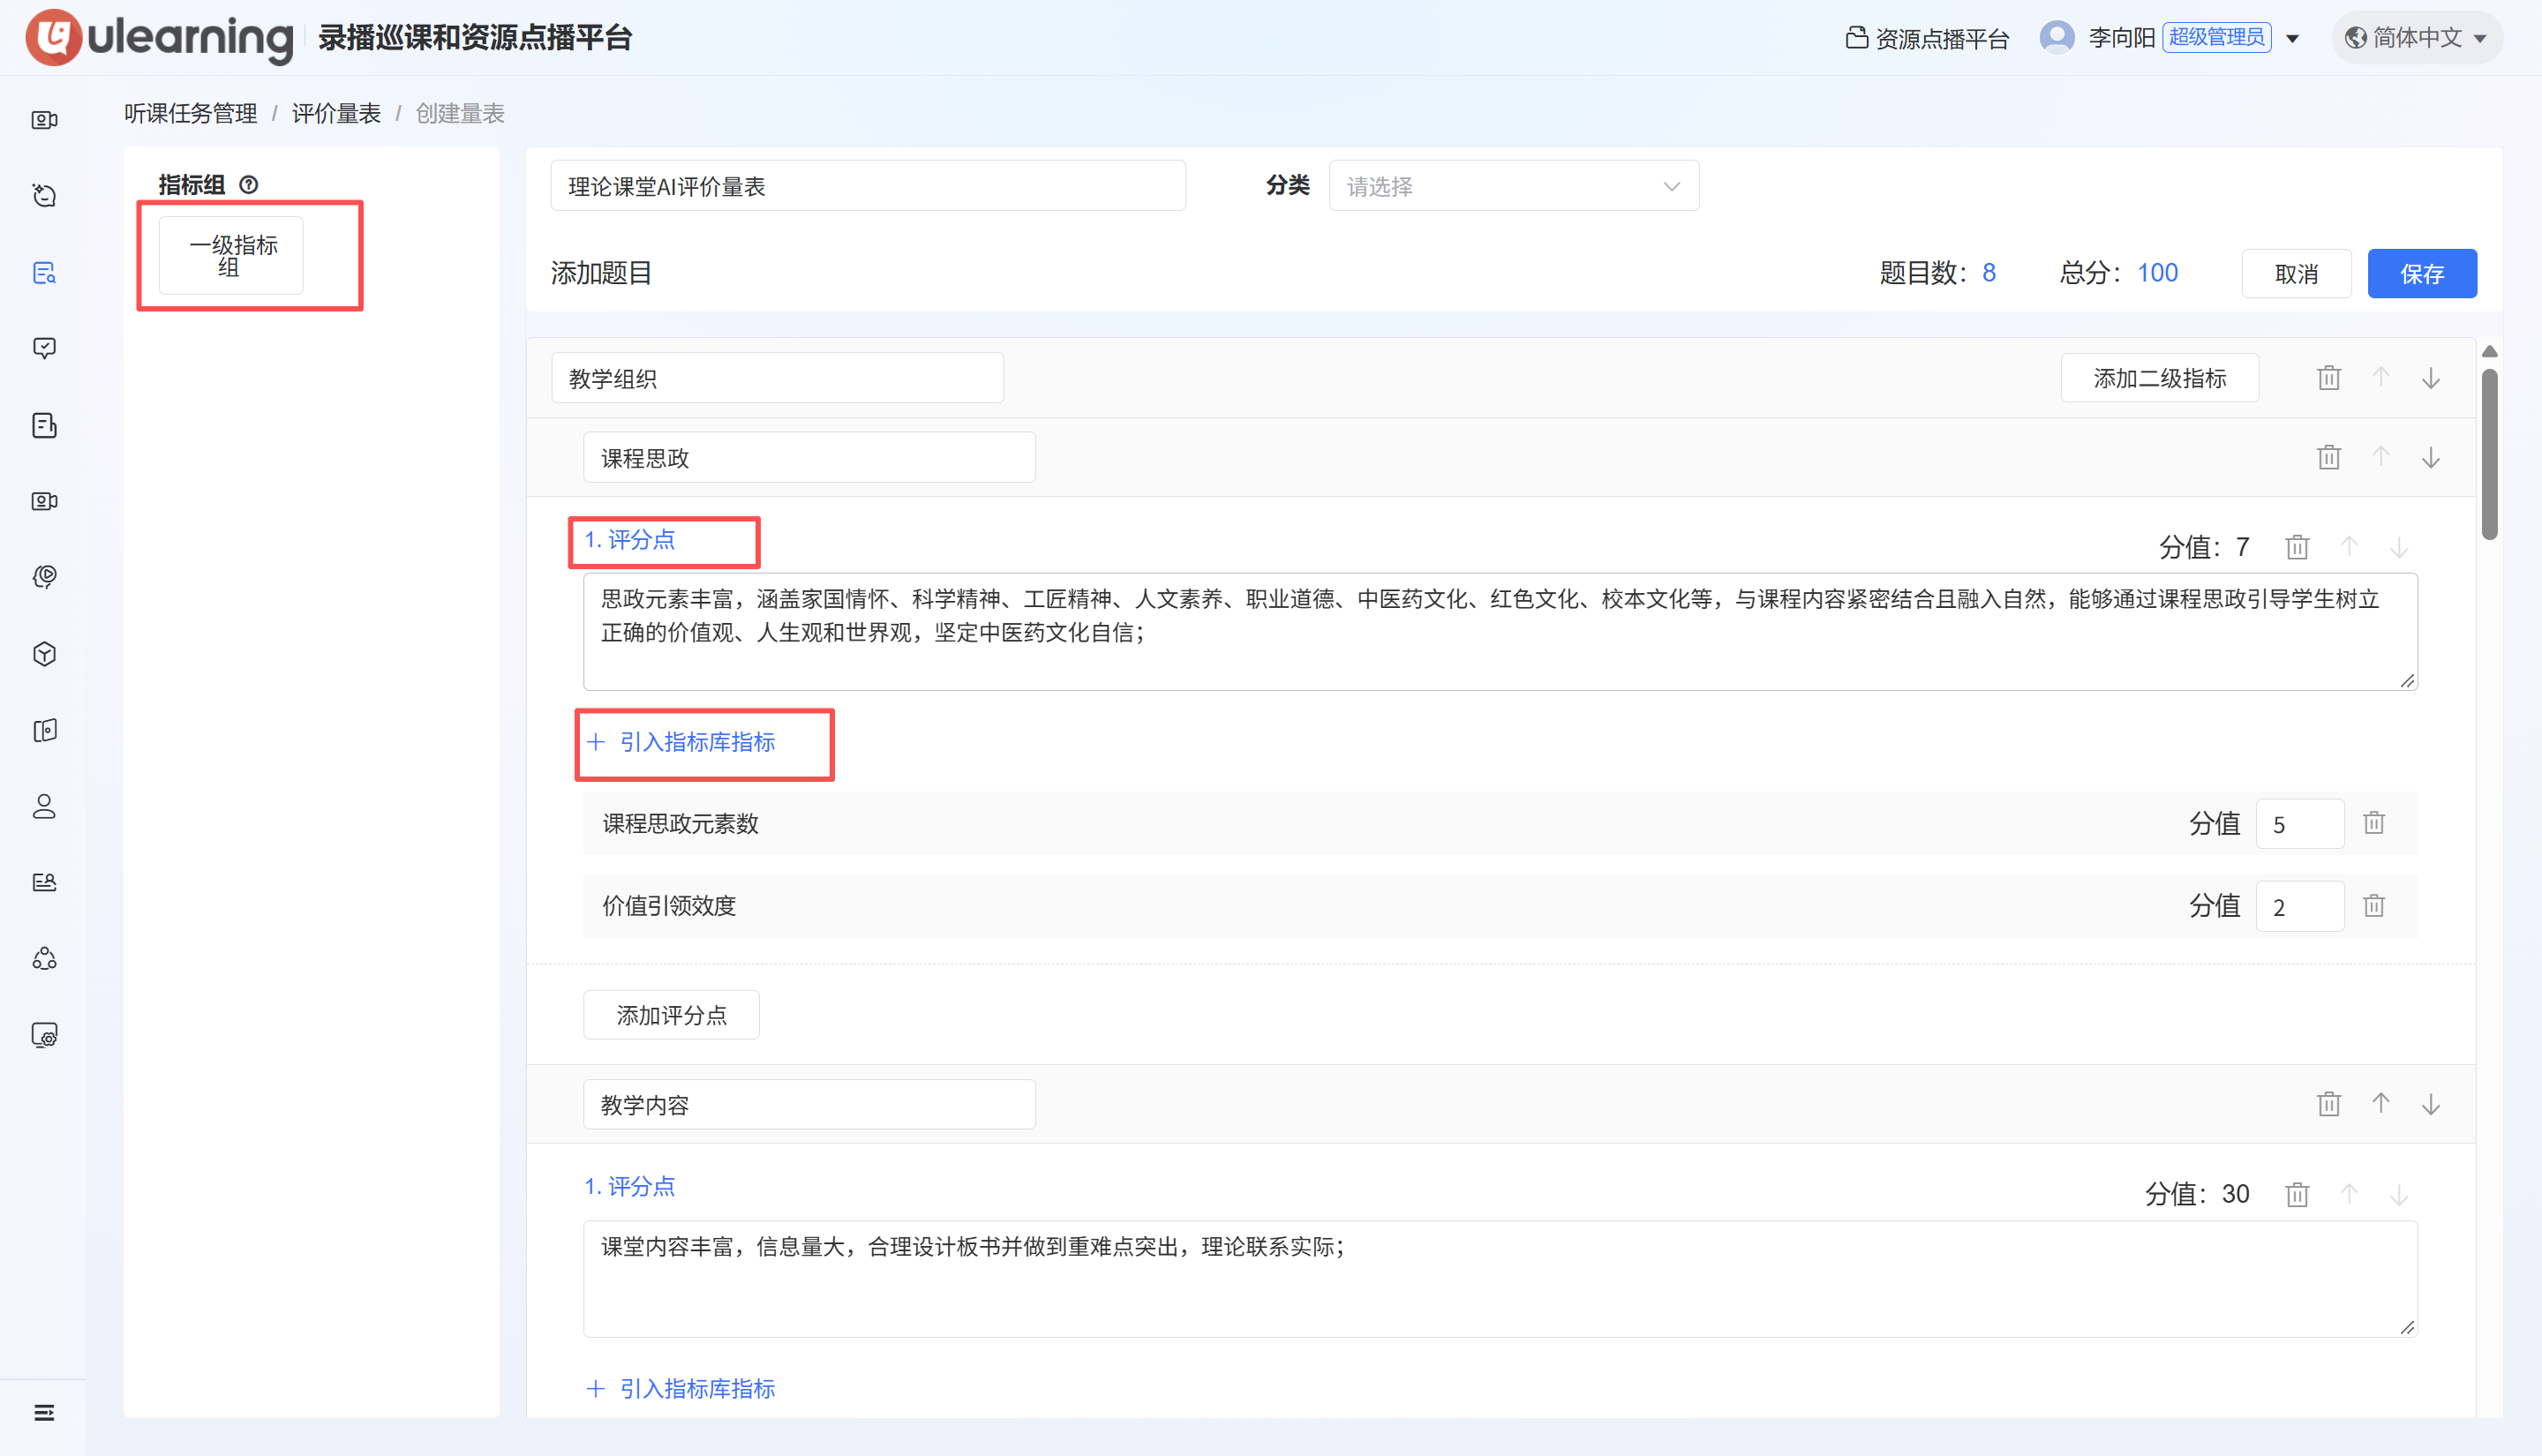 ulearning
录播巡课和资源点播平台
资源点播平台
李向阳
超级管理员
简体中文
听课任务管理 / 评价量表 / 创建量表
指标组
一级指标
组
理论课堂AI评价量表
分类
请选择
添加题目
题目数：8
总分：100
取消
保存
教学组织
添加二级指标
课程思政
1. 评分点
分值：7
思政元素丰富，涵盖家国情怀、科学精神、工匠精神、人文素养、职业道德、中医药文化、红色文化、校本文化等，与课程内容紧密结合且融入自然，能够通过课程思政引导学生树立
正确的价值观、人生观和世界观，坚定中医药文化自信；
+ 引入指标库指标
课程思政元素数
分值 5
价值引领效度
分值 2
添加评分点
教学内容
1. 评分点
分值：30
课堂内容丰富，信息量大，合理设计板书并做到重难点突出，理论联系实际；
+ 引入指标库指标